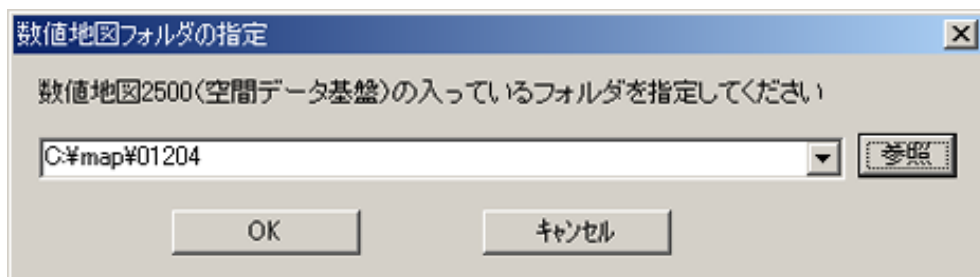 数値地図フォルダの指定
数値地図2500(空間データ基盤)の入っているフォルダを指定してください
C:¥map¥01204 参照
OK キャンセル